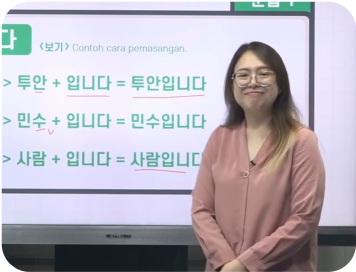 다
<보기> Contoh cara pemasangan.
> 투안 + 입니다 = 투안입니다
> 민수 + 입니다 = 민수입니다
> 사람 + 입니다 = 사람입니다